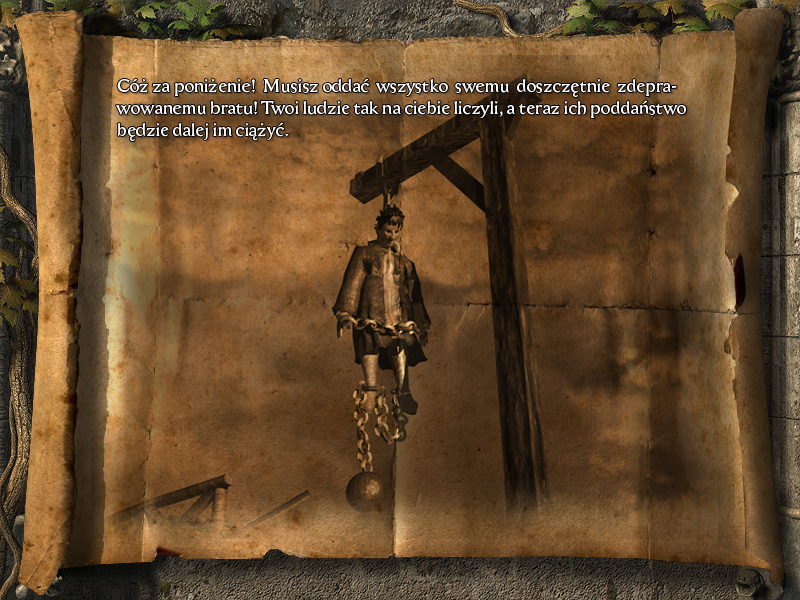 Cóż za poniżenie! Musisz oddać wszystko swemu doszczętnie zdepra-
wowanemu bratu! Twoi ludzie tak na ciebie liczyli, a teraz ich poddaństwo
będzie dalej im ciążyć.